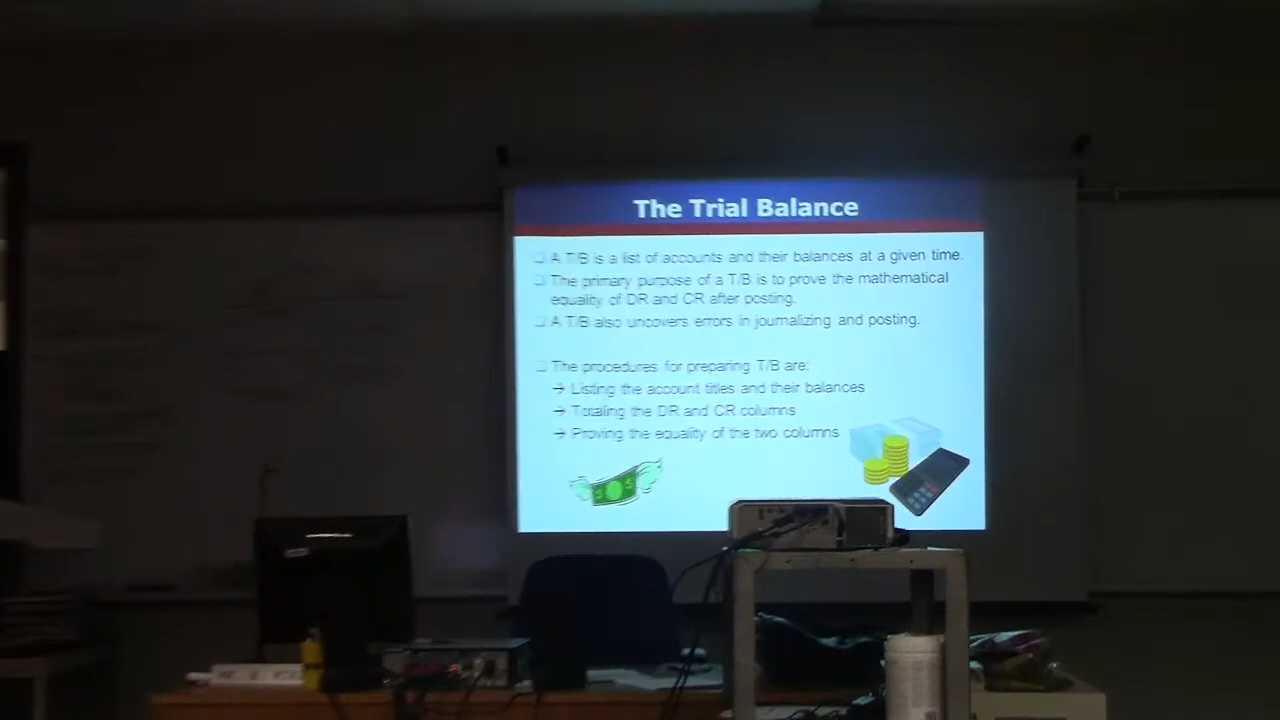 The Trial Balance
A T/B is a list of accounts and their balances at a given time.
The primary purpose of a T/B is to prove the mathematical
equality of DR and CR after posting.
A T/B also uncovers errors in journalizing and posting.
The procedures for preparing T/B are:
→ Listing the account titles and their balances
→ Totaling the DR and CR columns
→ Proving the equality of the two columns